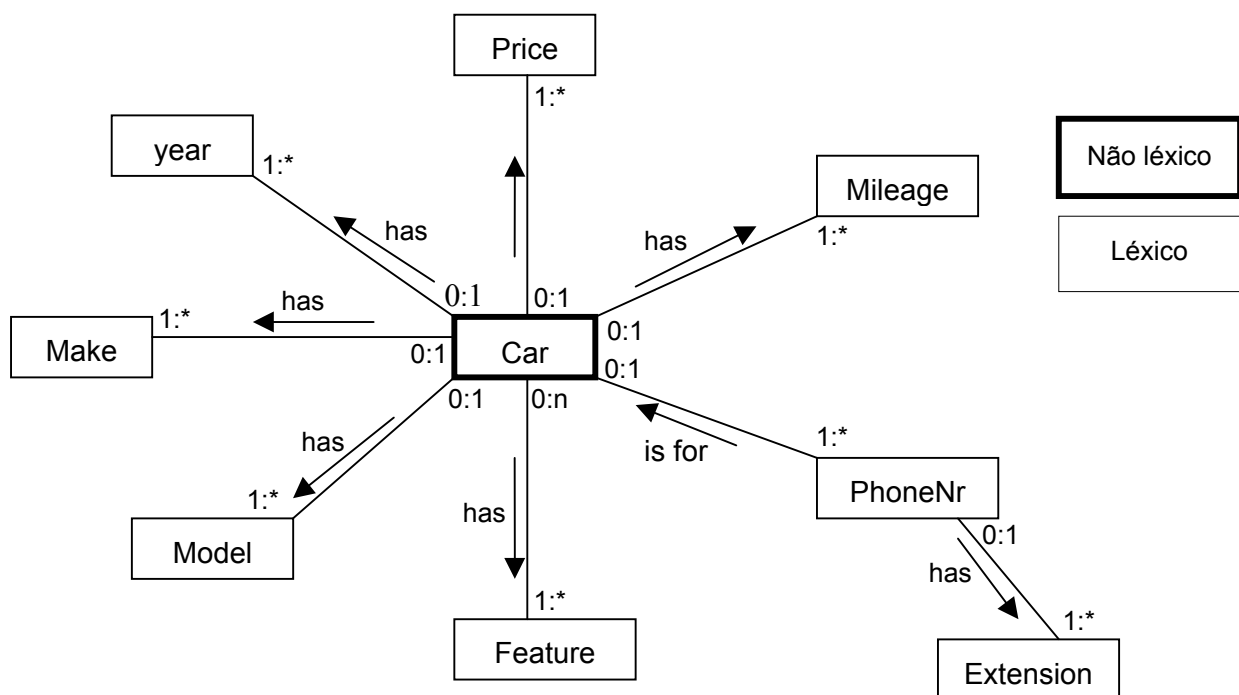 Price
1:*
year
1:*
Não léxico
Mileage
1:*
has
has
Léxico
0:1
0:1
has
1:*
0:1
Make
0:1
Car
0:1
0:1
0:n
has
1:*
is for
1:*
PhoneNr
has
0:1
Model
has
1:*
1:*
Feature
Extension